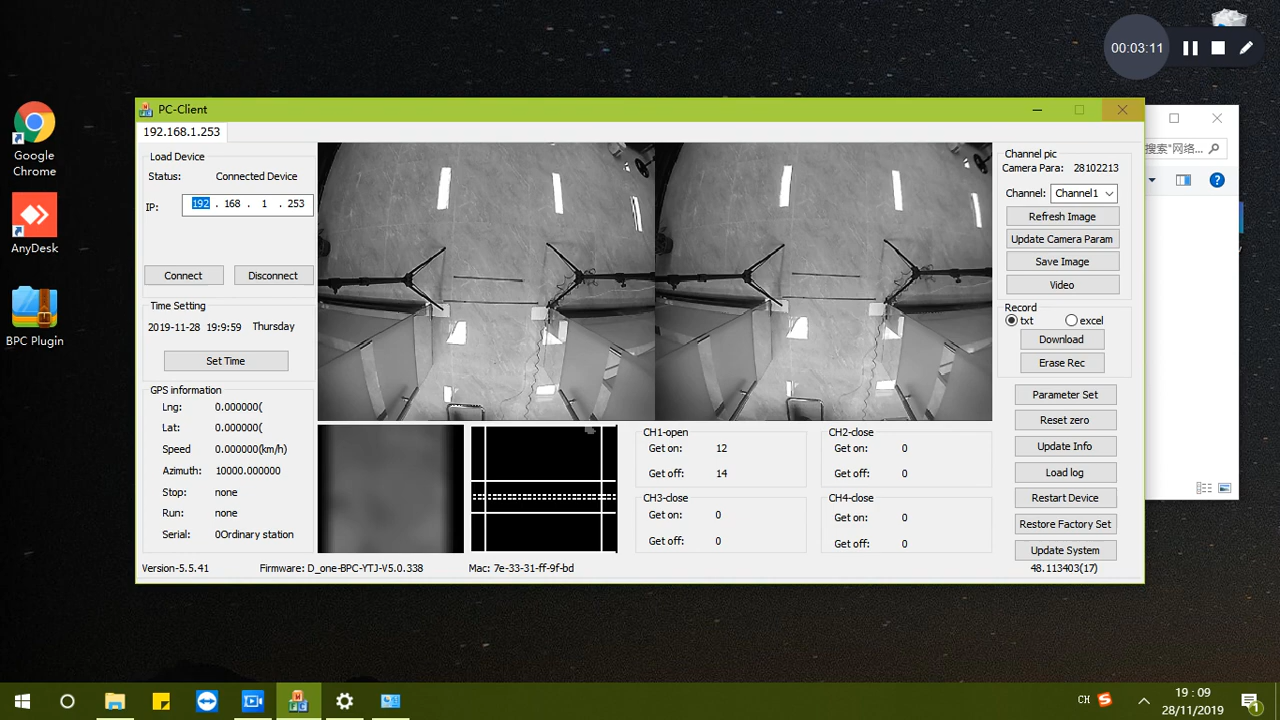 00:03:11
PC-Client
192.168.1.253
Load Device
Status: Connected Device
IP: 192 . 168 . 1 . 253
Connect Disconnect
Time Setting
2019-11-28 19:9:59 Thursday
Set Time
GPS information
Lng: 0.000000(
Lat: 0.000000(
Speed 0.000000(km/h)
Azimuth: 10000.000000
Stop: none
Run: none
Serial: 0Ordinary station
Version-5.5.41 Firmware: D_one-BPC-YTJ-V5.0.338 Mac: 7e-33-31-ff-9f-bd
CH1-open
Get on: 12
Get off: 14
CH2-close
Get on: 0
Get off: 0
CH3-close
Get on: 0
Get off: 0
CH4-close
Get on: 0
Get off: 0
Channel pic
Camera Para: 28102213
Channel: Channel1
Refresh Image
Update Camera Param
Save Image
Video
Record
txt excel
Download
Erase Rec
Parameter Set
Reset zero
Update Info
Load log
Restart Device
Restore Factory Set
Update System
48.113403(17)
搜索"网络...
Google
Chrome
AnyDesk
BPC Plugin
CH
19 : 09
28/11/2019
1